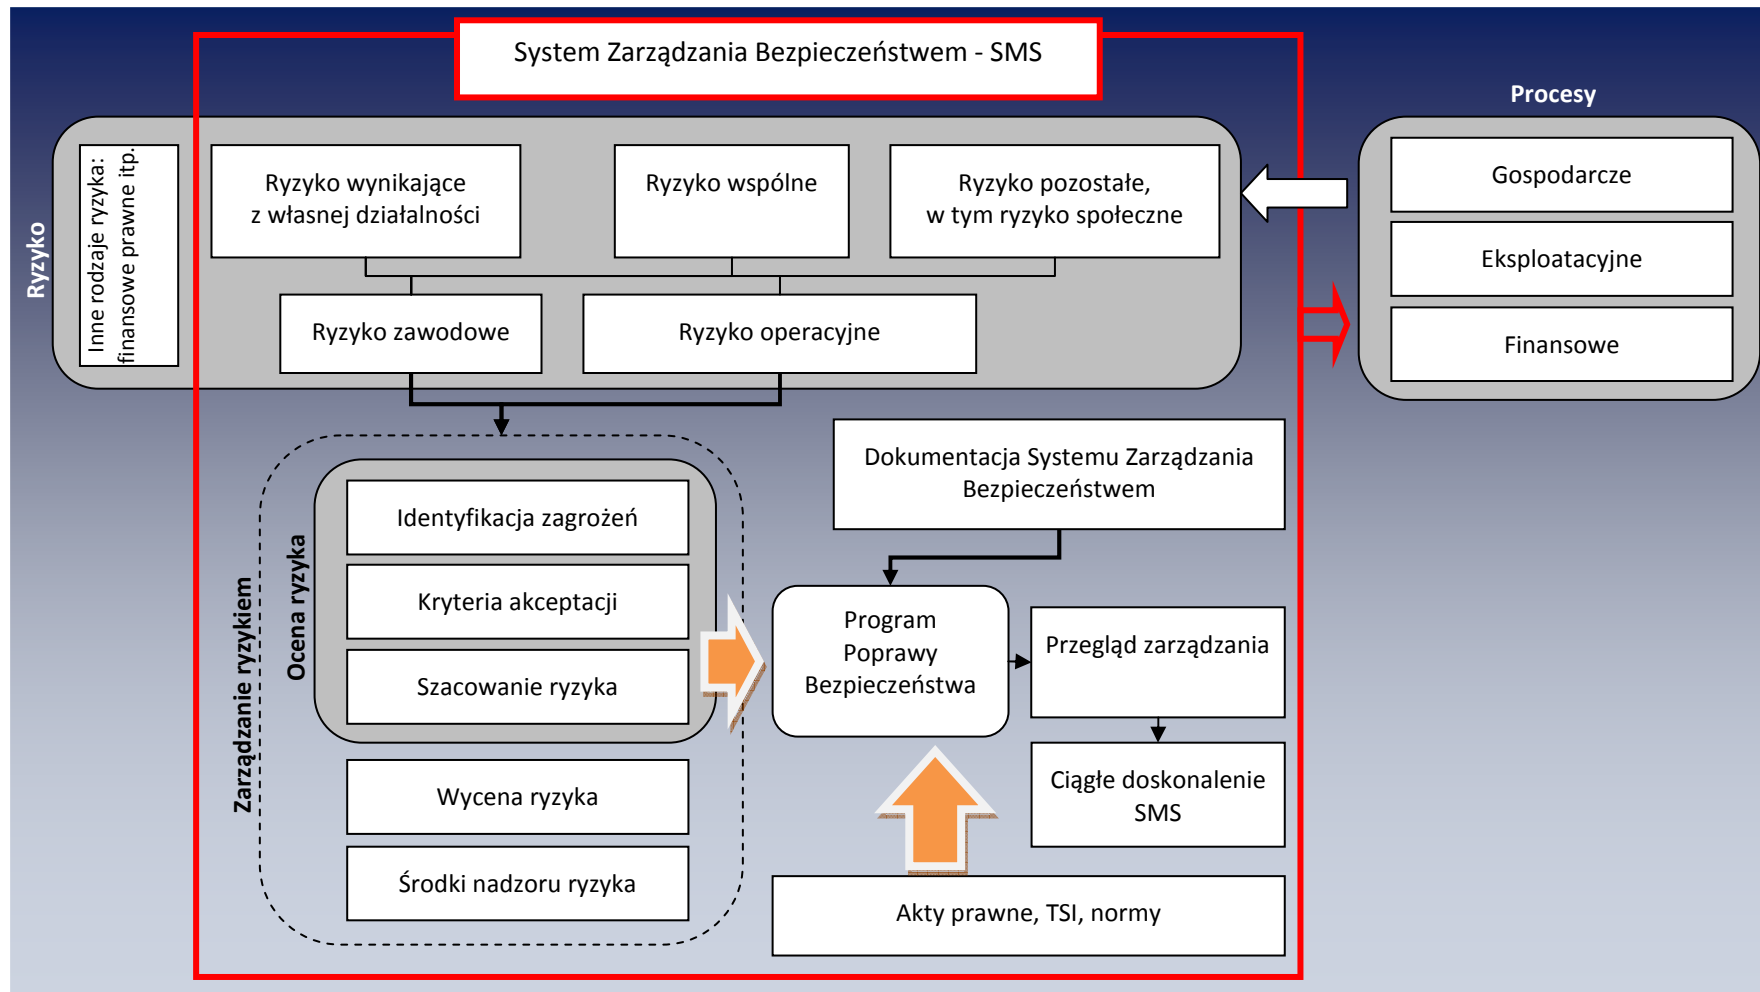 System Zarządzania Bezpieczeństwem - SMS
Procesy
Ryzyko
Inne rodzaje ryzyka:
finansowe prawne itp.
Ryzyko wynikające
z własnej działalności
Ryzyko wspólne
Ryzyko pozostałe,
w tym ryzyko społeczne
Gospodarcze
Eksploatacyjne
Finansowe
Ryzyko zawodowe
Ryzyko operacyjne
Zarządzanie ryzykiem
Ocena ryzyka
Identyfikacja zagrożeń
Kryteria akceptacji
Szacowanie ryzyka
Wycena ryzyka
Środki nadzoru ryzyka
Dokumentacja Systemu Zarządzania
Bezpieczeństwem
Program
Poprawy
Bezpieczeństwa
Przegląd zarządzania
Ciągłe doskonalenie
SMS
Akty prawne, TSI, normy